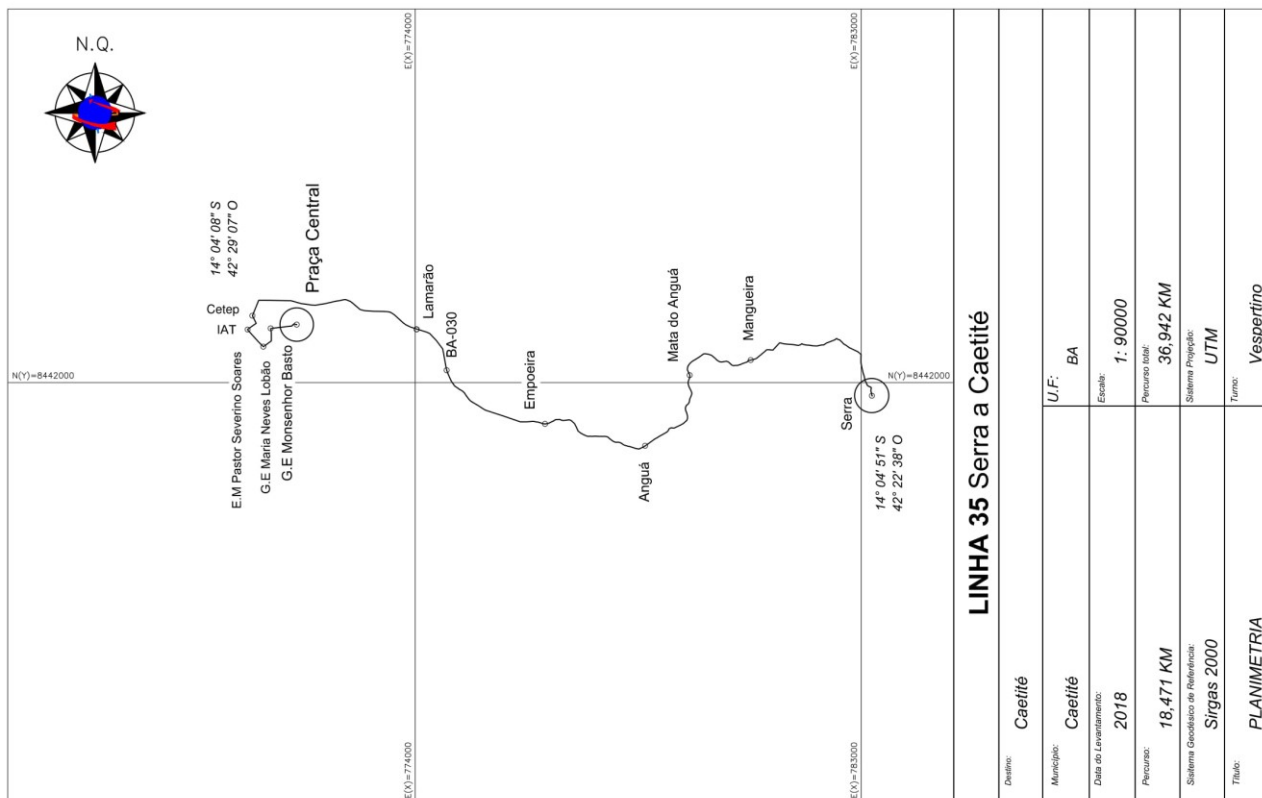 N.Q.
E(X)=774000
E(X)=783000
14° 04' 08" S
42° 29' 07" O
Praça Central
Cetep
IAT
E.M Pastor Severino Soares
G.E Maria Neves Lobão
G.E Monsenhor Basto
Lamarão
BA-030
Empoeira
Anguá
Mata do Anguá
Mangueira
Serra
14° 04' 51" S
42° 22' 38" O
N(Y)=8442000
N(Y)=8442000
E(X)=774000
E(X)=783000
LINHA 35 Serra a Caetité
Destino:
Caetité
Município:
Caetité
U.F:
BA
Data do Levantamento:
2018
Escala:
1: 90000
Percurso:
18,471 KM
Percurso total:
36,942 KM
Sisitema Geodésico de Referência:
Sirgas 2000
Sistema Projeção:
UTM
Título:
PLANIMETRIA
Turno:
Vespertino